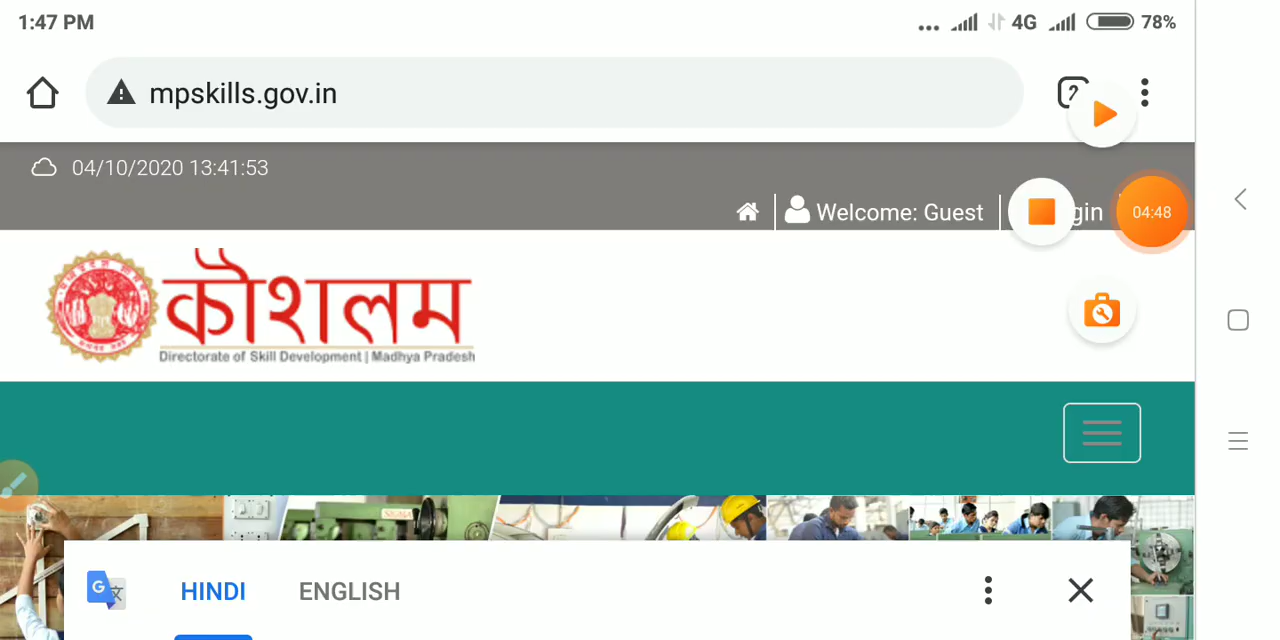 1:47 PM
4G
78%
mpskills.gov.in
?
04/10/2020 13:41:53
Welcome: Guest
gin
04:48
कौशलम
Directorate of Skill Development | Madhya Pradesh
SIGMA
G
HINDI
ENGLISH